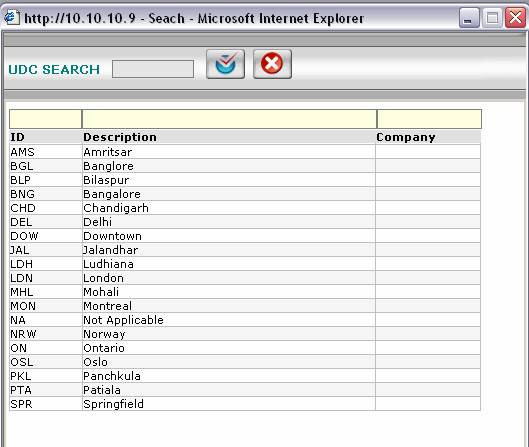 http://10.10.10.9 - Seach - Microsoft Internet Explorer
UDC SEARCH
ID Description Company
AMS Amritsar
BGL Banglore
BLP Bilaspur
BNG Bangalore
CHD Chandigarh
DEL Delhi
DOW Downtown
JAL Jalandhar
LDH Ludhiana
LDN London
MHL Mohali
MON Montreal
NA Not Applicable
NRW Norway
ON Ontario
OSL Oslo
PKL Panchkula
PTA Patiala
SPR Springfield